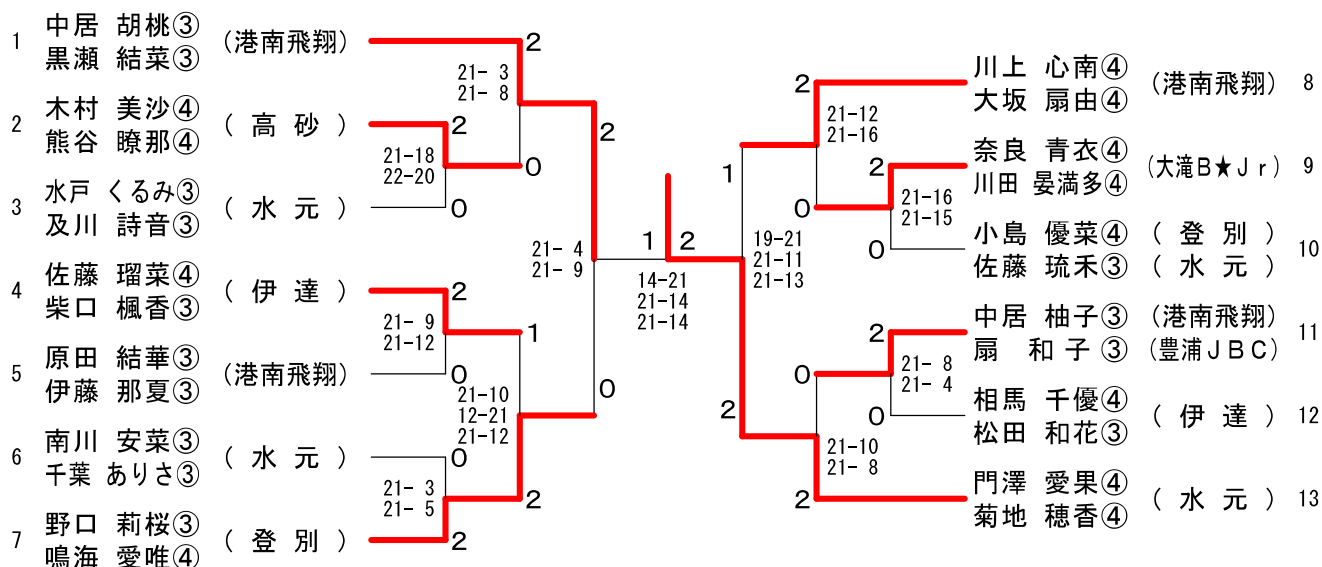 1 中居 胡桃③ (港南飛翔)
黒瀬 結菜③
2 木村 美沙④ (高砂)
熊谷 瞭那④
3 水戸 くるみ③ (水元)
及川 詩音③
4 佐藤 瑠菜④ (伊達)
柴口 楓香③
5 原田 結華③ (港南飛翔)
伊藤 那夏③
6 南川 安菜③ (水元)
千葉 ありさ③
7 野口 莉桜③ (登別)
鳴海 愛唯④
2
21- 3
21- 8
0
2
21-18
22-20
0
2
21- 4
21- 9
0
2
21- 9
21-12
0
1
21-10
12-21
21-12
2
0
21- 3
21- 5
2
1 2
14-21
21-14
21-14
1
19-21
21-11
21-13
2
2
21-12
21-16
0
2
21-16
21-15
0
0
21-10
21- 8
2
2
21- 8
21- 4
0
川上 心南④ (港南飛翔) 8
大坂 扇由④
奈良 青衣④ (大滝B★Jr) 9
川田 晏満多④
小島 優菜④ (登別) 10
佐藤 琉禾③ (水元)
中居 柚子③ (港南飛翔) 11
扇 和子③ (豊浦JBC)
相馬 千優④ (伊達) 12
松田 和花③
門澤 愛果④ (水元) 13
菊地 穂香④